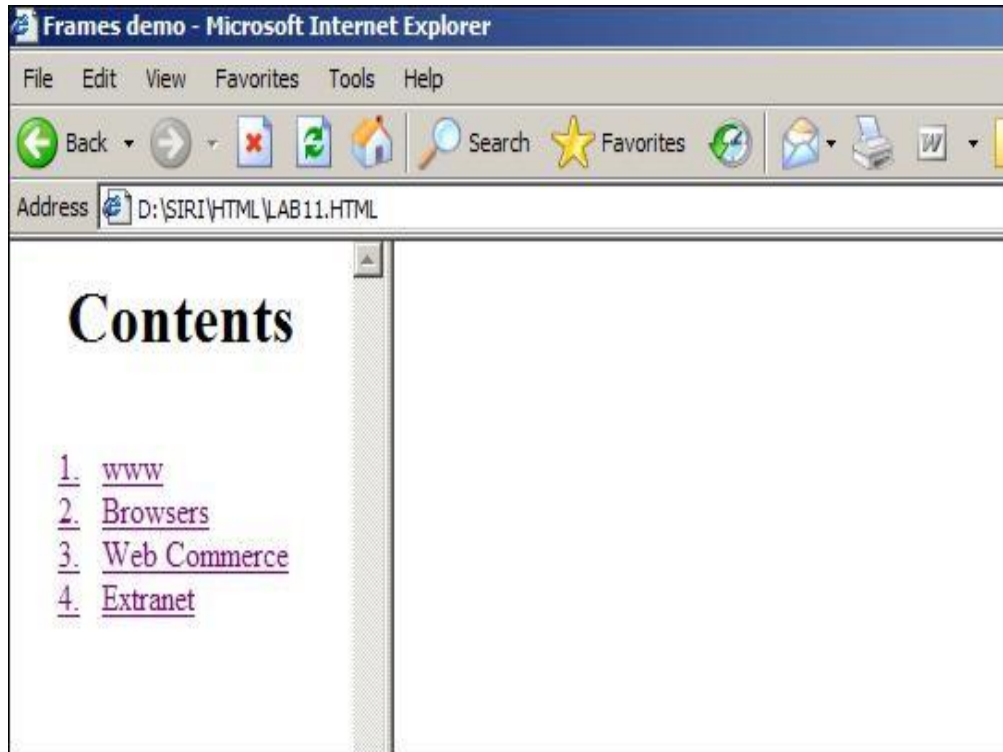 Frames demo - Microsoft Internet Explorer
File Edit View Favorites Tools Help
Back Search Favorites W
Address D:\SIRI\HTML\LAB11.HTML
Contents
1. www
2. Browsers
3. Web Commerce
4. Extranet